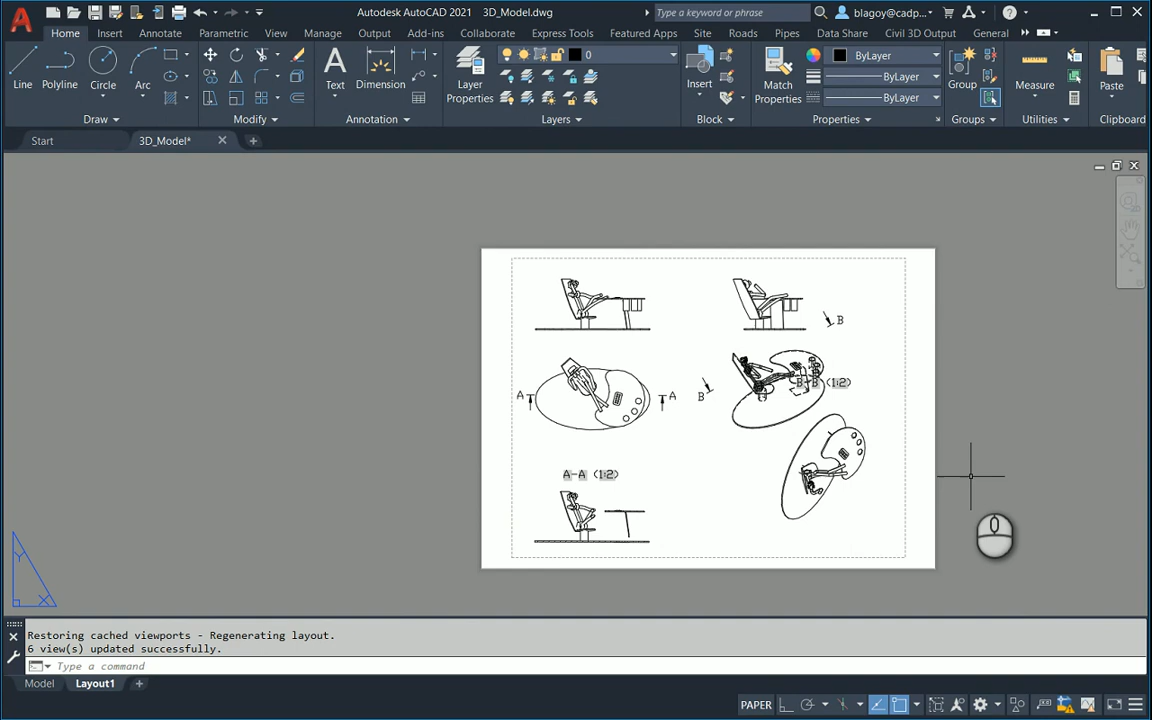 Autodesk AutoCAD 2021 3D_Model.dwg
Type a keyword or phrase
blagoy@cadp...
Home Insert Annotate Parametric View Manage Output Add-ins Collaborate Express Tools Featured Apps Site Roads Pipes Data Share Civil 3D Output General
0
ByLayer
ByLayer
ByLayer
Line Polyline Circle Arc
Text Dimension
Layer
Properties
Insert
Match
Properties
Group
Measure
Paste
Draw Modify Annotation Layers Block Properties Groups Utilities Clipboard
Start 3D_Model*
B
B
B-B (1:2)
A A
A-A (1:2)
Y
X
Restoring cached viewports - Regenerating layout.
6 view(s) updated successfully.
Type a command
Model Layout1
PAPER